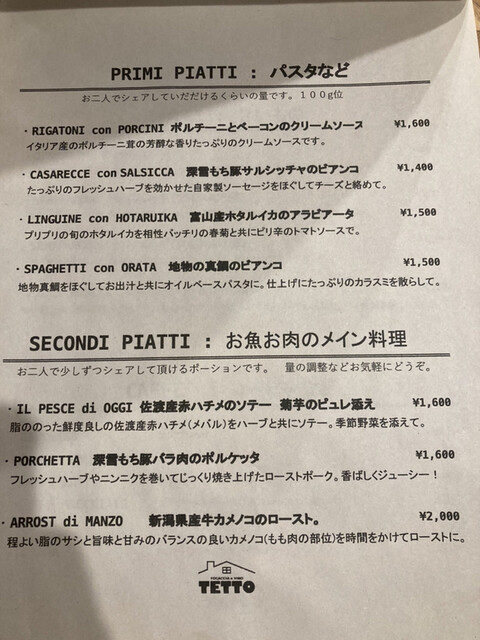 PRIMI PIATTI : パスタなど
お二人でシェアしていだだけるくらいの量です。100g位
・RIGATONI con PORCINI ポルチーニとベーコンのクリームソース ¥1,600
イタリア産のポルチーニ茸の芳醇な香りたっぷりのクリームソースです。
・CASARECCE con SALSICCA 深雪もち豚サルシッチャのビアンコ ¥1,400
たっぷりのフレッシュハーブを効かせた自家製ソーセージをほぐしてチーズと絡めて。
・LINGUINE con HOTARUIKA 富山産ホタルイカのアラビアータ ¥1,500
プリプリの旬のホタルイカを相性バッチリの春菊と共にピリ辛のトマトソースで。
・SPAGHETTI con ORATA 地物の真鯛のビアンコ ¥1,500
地物真鯛をほぐしてお出汁と共にオイルベースパスタに。仕上げにたっぷりのカラスミを散らして。
SECONDI PIATTI : お魚お肉のメイン料理
お二人で少しずつシェアして頂けるポーションです。 量の調整などお気軽にどうぞ。
・IL PESCE di OGGI 佐渡産赤ハチメのソテー 菊芋のピュレ添え ¥1,600
脂ののった鮮度良しの佐渡産赤ハチメ(メバル)をハーブと共にソテー。季節野菜を添えて。
・PORCHETTA 深雪もち豚バラ肉のポルケッタ ¥1,600
フレッシュハーブやニンニクを巻いてじっくり焼き上げたローストポーク。香ばしくジューシー！
・ARROST di MANZO 新潟県産牛カメノコのロースト。 ¥2,000
程よい脂のサシと旨味と甘みのバランスの良いカメノコ(もも肉の部位)を時間をかけてローストに。
FOCACCIA e VINO
TETTO